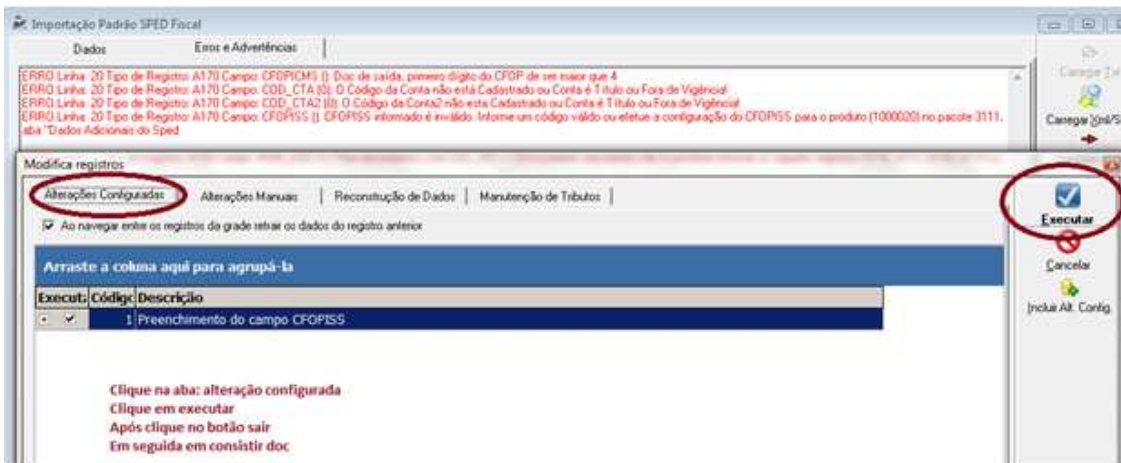 Importação Padrão SPED Fiscal
Dados Erros e Advertências
ERRO Linha: 20 Tipo de Registro: A170 Campo: CFOPICMS (): Doc de saída, primeiro dígito do CFOP de ser maior que 4
ERRO Linha: 20 Tipo de Registro: A170 Campo: COD_CTA (0): O Código da Conta não está Cadastrado ou Conta é Título ou Fora de Vigência!
ERRO Linha: 20 Tipo de Registro: A170 Campo: COD_CTA2 (0): O Código da Conta2 não esta Cadastrado ou Conta é Título ou Fora de Vigência!
ERRO Linha: 20 Tipo de Registro: A170 Campo: CFOPISS (): CFOPISS informado é inválido. Informe um código válido ou efetue a configuração do CFOPISS para o produto (1000020) no pacote 3111,
aba "Dados Adicionais do Sped
Carregar
Carregar Xml/S
Modifica registros
Alterações Configuradas Alterações Manuais Reconstrução de Dados Manutenção de Tributos
Ao navegar entre os registros da grade retrair os dados do registro anterior
Executar
Arraste a coluna aqui para agrupá-la
Cancelar
Execut Códig Descrição
1 Preenchimento do campo CFOPISS
Incluir Alt. Config.
Clique na aba: alteração configurada
Clique em executar
Após clique no botão sair
Em seguida em consistir doc